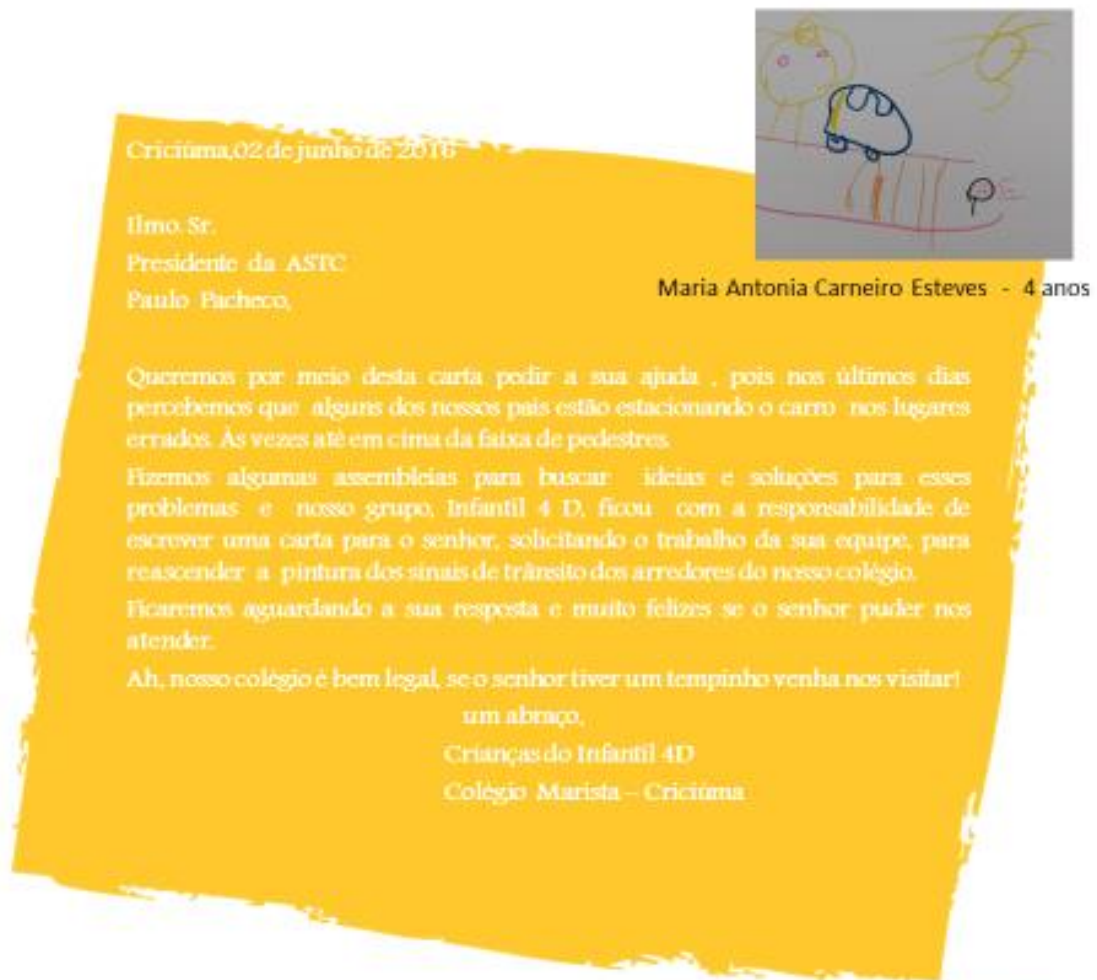 Criciúma,02 de junho de 2016
Ilmo. Sr.
Presidente da ASTC
Paulo Pacheco,
Maria Antonia Carneiro Esteves - 4 anos
Queremos por meio desta carta pedir a sua ajuda , pois nos últimos dias
percebemos que alguns dos nossos pais estão estacionando o carro nos lugares
errados. Às vezes até em cima da faixa de pedestres.
Fizemos algumas assembleias para buscar ideias e soluções para esses
problemas e nosso grupo, Infantil 4 D, ficou com a responsabilidade de
escrever uma carta para o senhor, solicitando o trabalho da sua equipe, para
reascender a pintura dos sinais de trânsito dos arredores do nosso colégio.
Ficaremos aguardando a sua resposta e muito felizes se o senhor puder nos
atender.
Ah, nosso colégio é bem legal, se o senhor tiver um tempinho venha nos visitar!
um abraço,
Crianças do Infantil 4D
Colégio Marista – Criciúma